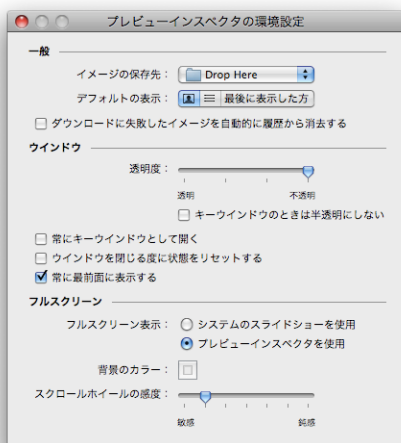 プレビューインスペクタの環境設定
一般
イメージの保存先： Drop Here
デフォルトの表示： 最後に表示した方
ダウンロードに失敗したイメージを自動的に履歴から消去する
ウインドウ
透明度：
透明 不透明
キーウインドウのときは半透明にしない
常にキーウインドウとして開く
ウインドウを閉じる度に状態をリセットする
常に最前面に表示する
フルスクリーン
フルスクリーン表示： システムのスライドショーを使用
プレビューインスペクタを使用
背景のカラー：
スクロールホイールの感度：
敏感 鈍感